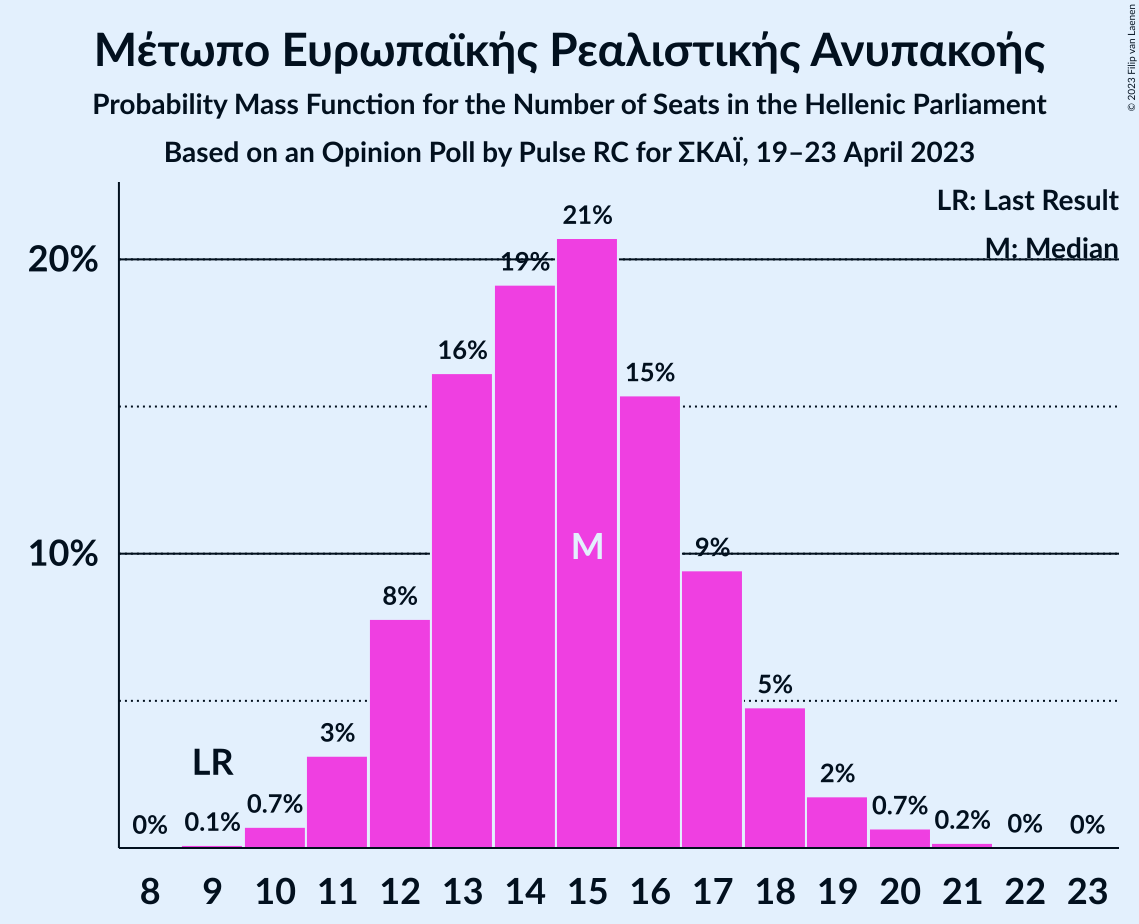 Μέτωπο Ευρωπαϊκής Ρεαλιστικής Ανυπακοής
Probability Mass Function for the Number of Seats in the Hellenic Parliament
Based on an Opinion Poll by Pulse RC for ΣΚΑΪ, 19–23 April 2023
© 2023 Filip van Laenen
LR: Last Result
M: Median
20%
10%
0%
0.1%
0.7%
3%
8%
16%
19%
21%
15%
9%
5%
2%
0.7%
0.2%
0%
0%
LR
M
8 9 10 11 12 13 14 15 16 17 18 19 20 21 22 23